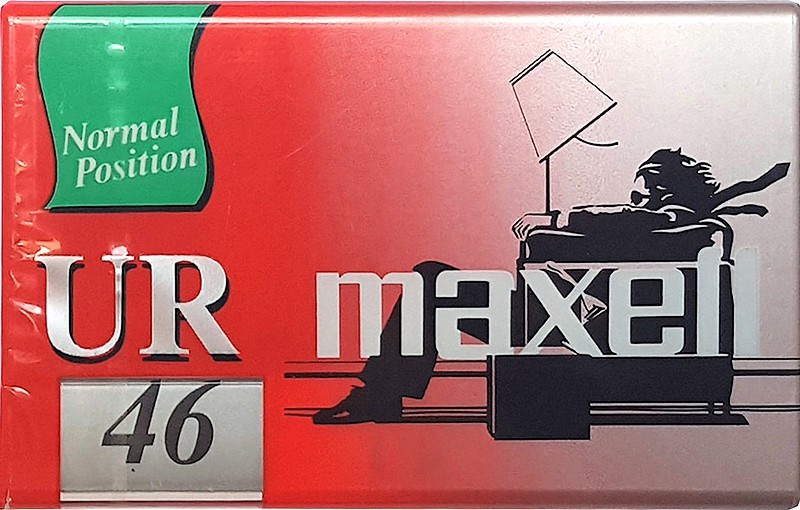 Normal
Position
UR
maxell
46